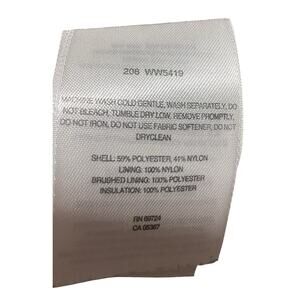 206 WW5419
MACHINE WASH COLD GENTLE, WASH SEPARATELY, DO
NOT BLEACH, TUMBLE DRY LOW. REMOVE PROMPTLY,
DO NOT IRON, DO NOT USE FABRIC SOFTENER, DO NOT
DRYCLEAN
SHELL: 59% POLYESTER, 41% NYLON
LINING: 100% NYLON
BRUSHED LINING: 100% POLYESTER
INSULATION: 100% POLYESTER
RN 69724
CA 05367